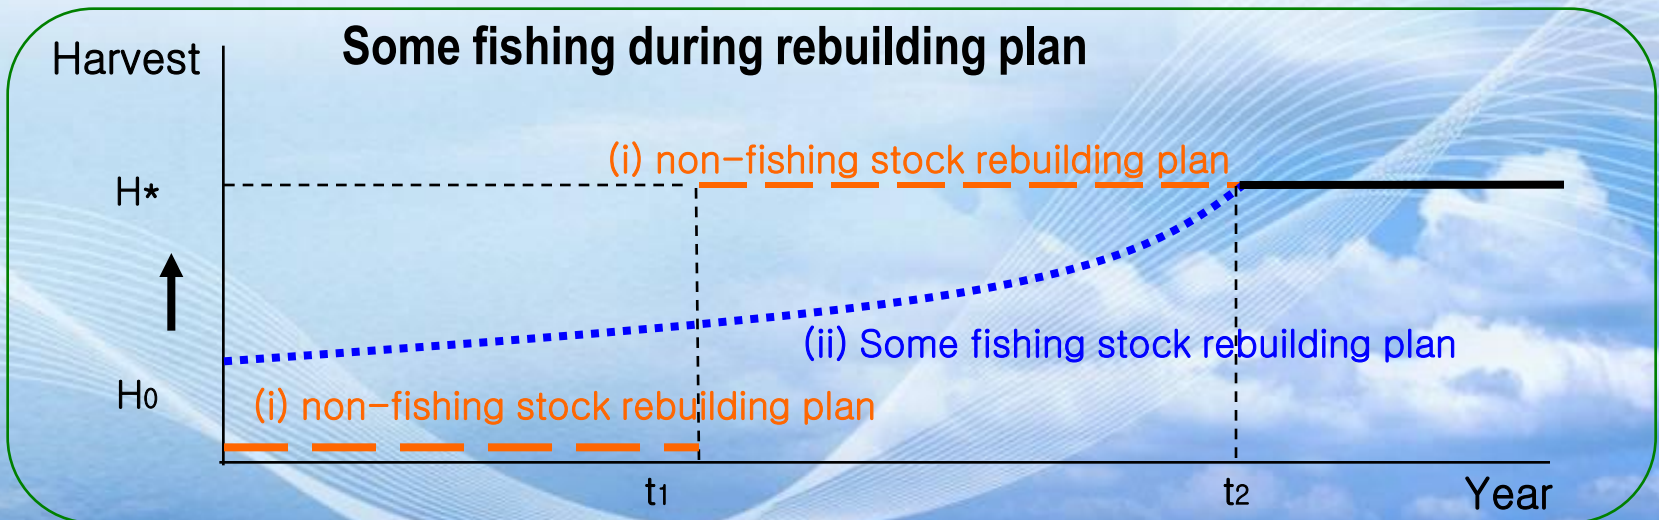 Some fishing during rebuilding plan
Harvest
(i) non-fishing stock rebuilding plan
H*
(ii) Some fishing stock rebuilding plan
H0
(i) non-fishing stock rebuilding plan
t1
t2
Year